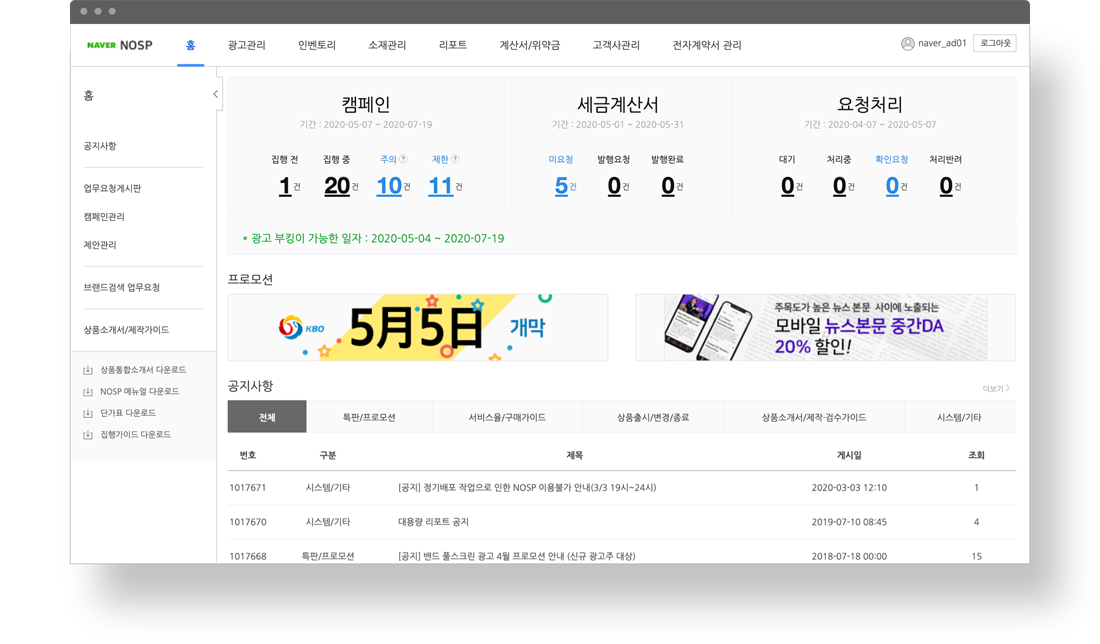 NAVER NOSP 홈 광고관리 인벤토리 소재관리 리포트 계산서/위약금 고객사관리 전자계약서 관리 naver_ad01 로그아웃
홈
공지사항
업무요청게시판
캠페인관리
제안관리
브랜드검색 업무요청
상품소개서/제작가이드
상품통합소개서 다운로드
NOSP 메뉴얼 다운로드
단가표 다운로드
집행가이드 다운로드
캠페인
기간 : 2020-05-07 ~ 2020-07-19
집행 전 집행 중 주의 ? 제한 ?
1건 20건 10건 11건
세금계산서
기간 : 2020-05-01 ~ 2020-05-31
미요청 발행요청 발행완료
5건 0건 0건
요청처리
기간 : 2020-04-07 ~ 2020-05-07
대기 처리중 확인요청 처리반려
0건 0건 0건 0건
* 광고 부킹이 가능한 일자 : 2020-05-04 ~ 2020-07-19
프로모션
KBO 5月5日 개막
주목도가 높은 뉴스 본문 사이에 노출되는
모바일 뉴스본문 중간DA
20% 할인!
공지사항 더보기
전체 특판/프로모션 서비스율/구매가이드 상품출시/변경/종료 상품소개서/제작·검수가이드 시스템/기타
번호 구분 제목 게시일 조회
1017671 시스템/기타 [공지] 정기배포 작업으로 인한 NOSP 이용불가 안내(3/3 19시~24시) 2020-03-03 12:10 1
1017670 시스템/기타 대용량 리포트 공지 2019-07-10 08:45 4
1017668 특판/프로모션 [공지] 밴드 풀스크린 광고 4월 프로모션 안내 (신규 광고주 대상) 2018-07-18 00:00 15